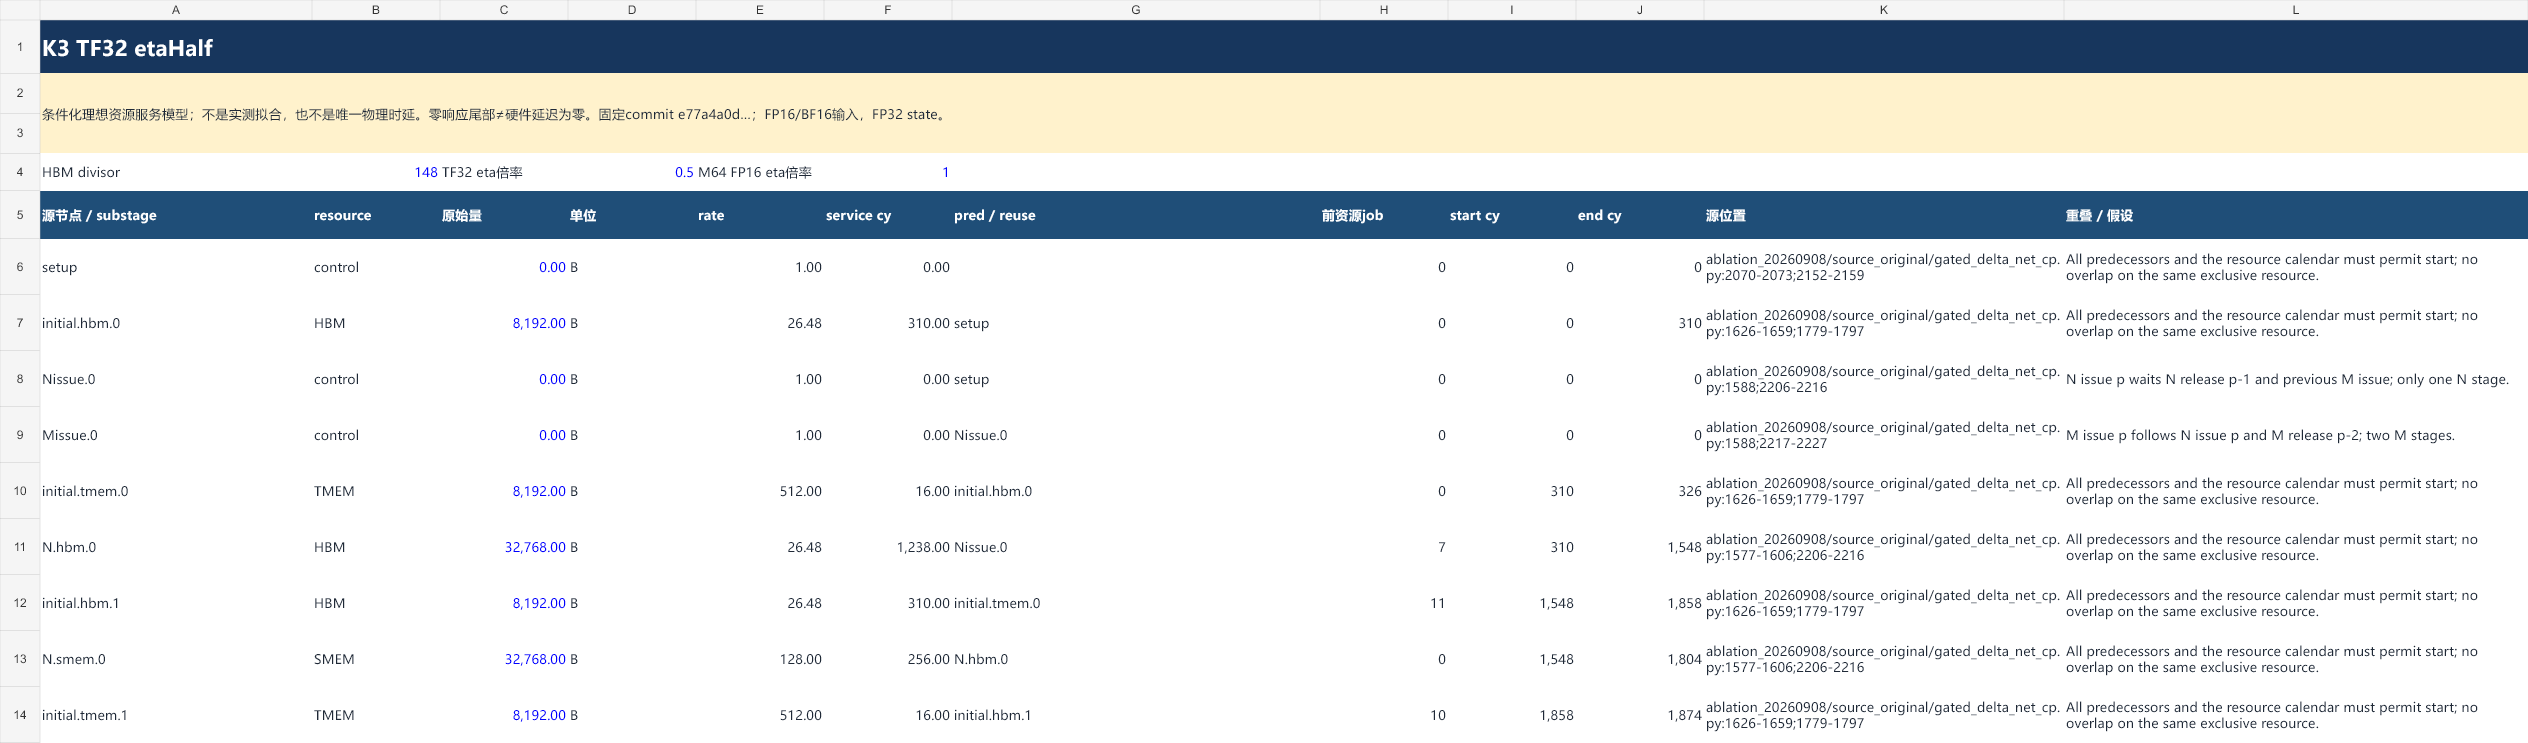 A B C D E F G H I J K L
1 K3 TF32 etaHalf
2
条件化理想资源服务模型；不是实测拟合，也不是唯一物理时延。零响应尾部≠硬件延迟为零。固定commit e77a4a0d...；FP16/BF16输入，FP32 state。
3
4 HBM divisor 148 TF32 eta倍率 0.5 M64 FP16 eta倍率 1
5 源节点 / substage resource 原始量 单位 rate service cy pred / reuse 前资源job start cy end cy 源位置 重叠 / 假设
6 setup control 0.00 B 1.00 0.00 0 0 0 ablation_20260908/source_original/gated_delta_net_cp. All predecessors and the resource calendar must permit start; no
py:2070-2073;2152-2159 overlap on the same exclusive resource.
7 initial.hbm.0 HBM 8,192.00 B 26.48 310.00 setup 0 0 310 ablation_20260908/source_original/gated_delta_net_cp. All predecessors and the resource calendar must permit start; no
py:1626-1659;1779-1797 overlap on the same exclusive resource.
8 Nissue.0 control 0.00 B 1.00 0.00 setup 0 0 0 ablation_20260908/source_original/gated_delta_net_cp. N issue p waits N release p-1 and previous M issue; only one N stage.
py:1588;2206-2216
9 Missue.0 control 0.00 B 1.00 0.00 Nissue.0 0 0 0 ablation_20260908/source_original/gated_delta_net_cp. M issue p follows N issue p and M release p-2; two M stages.
py:1588;2217-2227
10 initial.tmem.0 TMEM 8,192.00 B 512.00 16.00 initial.hbm.0 0 310 326 ablation_20260908/source_original/gated_delta_net_cp. All predecessors and the resource calendar must permit start; no
py:1626-1659;1779-1797 overlap on the same exclusive resource.
11 N.hbm.0 HBM 32,768.00 B 26.48 1,238.00 Nissue.0 7 310 1,548 ablation_20260908/source_original/gated_delta_net_cp. All predecessors and the resource calendar must permit start; no
py:1577-1606;2206-2216 overlap on the same exclusive resource.
12 initial.hbm.1 HBM 8,192.00 B 26.48 310.00 initial.tmem.0 11 1,548 1,858 ablation_20260908/source_original/gated_delta_net_cp. All predecessors and the resource calendar must permit start; no
py:1626-1659;1779-1797 overlap on the same exclusive resource.
13 N.smem.0 SMEM 32,768.00 B 128.00 256.00 N.hbm.0 0 1,548 1,804 ablation_20260908/source_original/gated_delta_net_cp. All predecessors and the resource calendar must permit start; no
py:1577-1606;2206-2216 overlap on the same exclusive resource.
14 initial.tmem.1 TMEM 8,192.00 B 512.00 16.00 initial.hbm.1 10 1,858 1,874 ablation_20260908/source_original/gated_delta_net_cp. All predecessors and the resource calendar must permit start; no
py:1626-1659;1779-1797 overlap on the same exclusive resource.